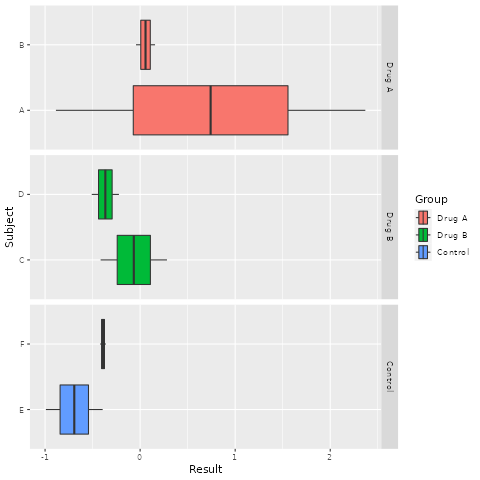 B
A
Drug A
D
C
Drug B
F
E
Control
-1
0
1
2
Result
Subject
Group
Drug A
Drug B
Control